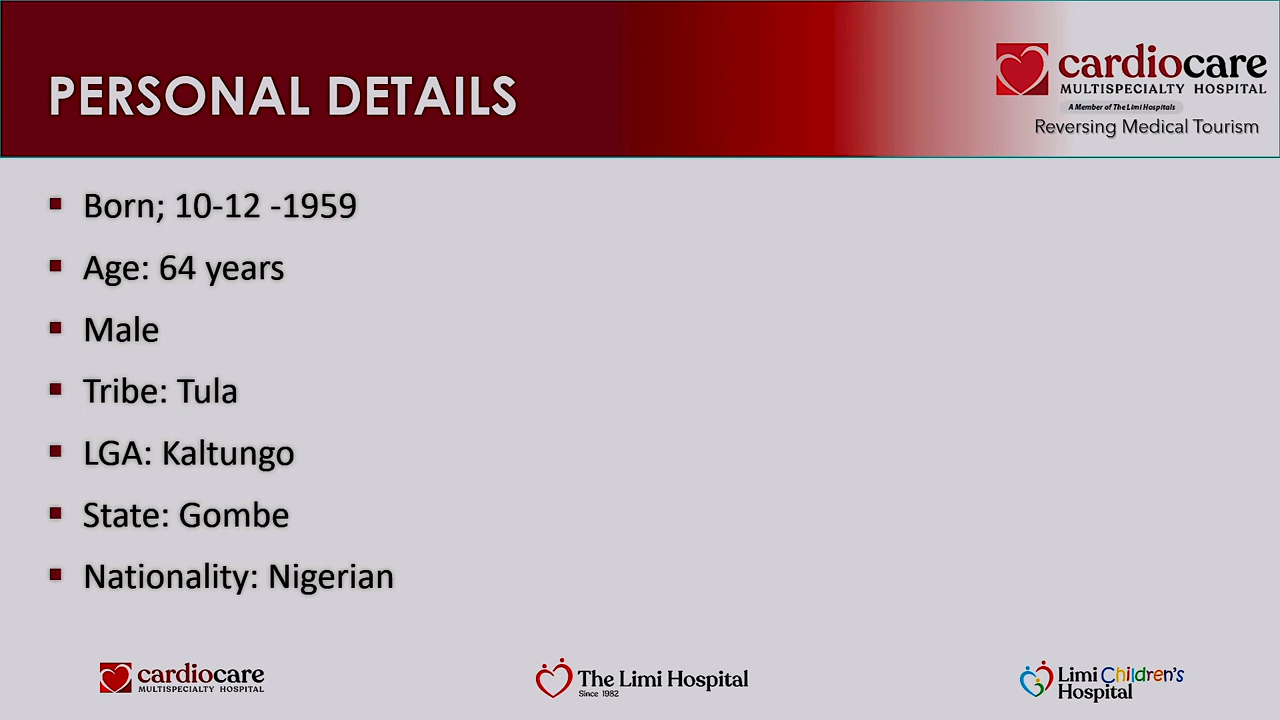 PERSONAL DETAILS
cardiocare
MULTISPECIALTY HOSPITAL
A Member of The Limi Hospitals
Reversing Medical Tourism
Born; 10-12 -1959
Age: 64 years
Male
Tribe: Tula
LGA: Kaltungo
State: Gombe
Nationality: Nigerian
cardiocare
MULTISPECIALTY HOSPITAL
The Limi Hospital
Since 1982
Limi Children's
Hospital